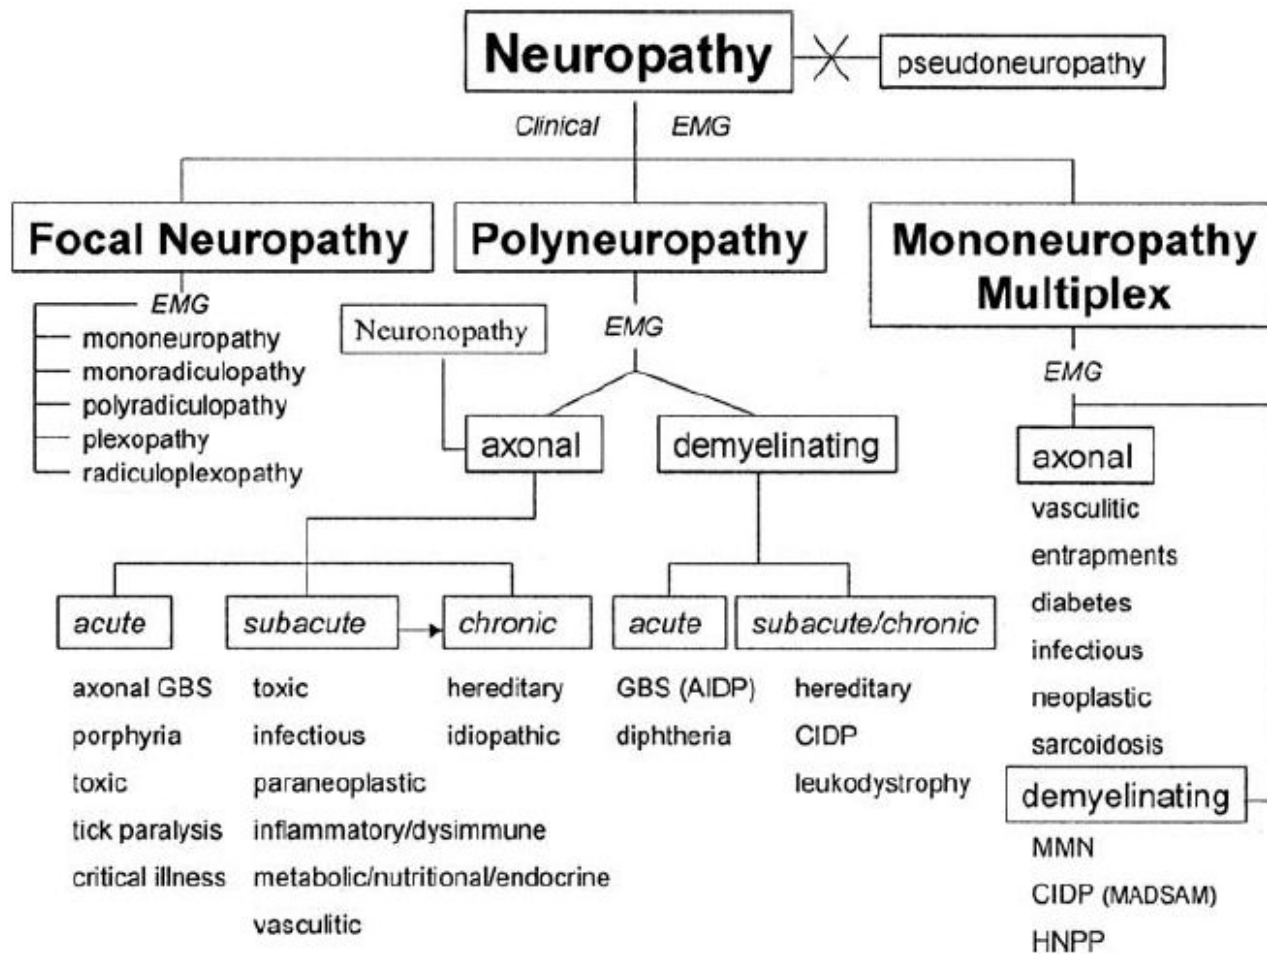 Neuropathy
pseudoneuropathy
Clinical EMG
Focal Neuropathy
EMG
mononeuropathy
monoradiculopathy
polyradiculopathy
plexopathy
radiculoplexopathy
Polyneuropathy
EMG
Neuronopathy
axonal
demyelinating
acute
axonal GBS
porphyria
toxic
tick paralysis
critical illness
subacute
toxic
infectious
paraneoplastic
inflammatory/dysimmune
metabolic/nutritional/endocrine
vasculitic
chronic
hereditary
idiopathic
acute
GBS (AIDP)
diphtheria
subacute/chronic
hereditary
CIDP
leukodystrophy
Mononeuropathy
Multiplex
EMG
axonal
vasculitic
entrapments
diabetes
infectious
neoplastic
sarcoidosis
demyelinating
MMN
CIDP (MADSAM)
HNPP